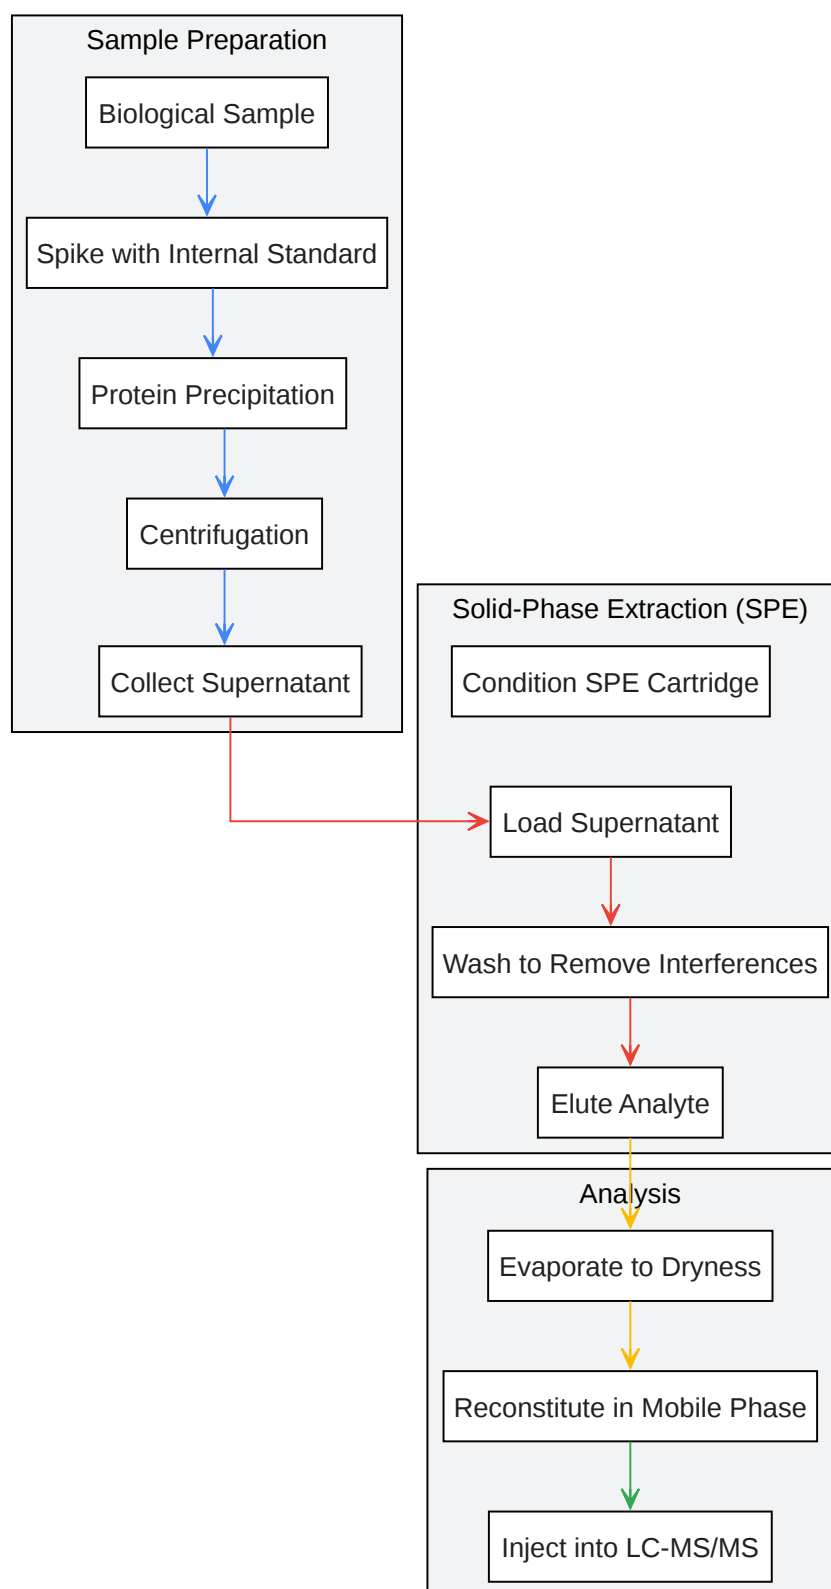 Sample Preparation
Biological Sample
Spike with Internal Standard
Protein Precipitation
Centrifugation
Collect Supernatant
Solid-Phase Extraction (SPE)
Condition SPE Cartridge
Load Supernatant
Wash to Remove Interferences
Elute Analyte
Analysis
Evaporate to Dryness
Reconstitute in Mobile Phase
Inject into LC-MS/MS